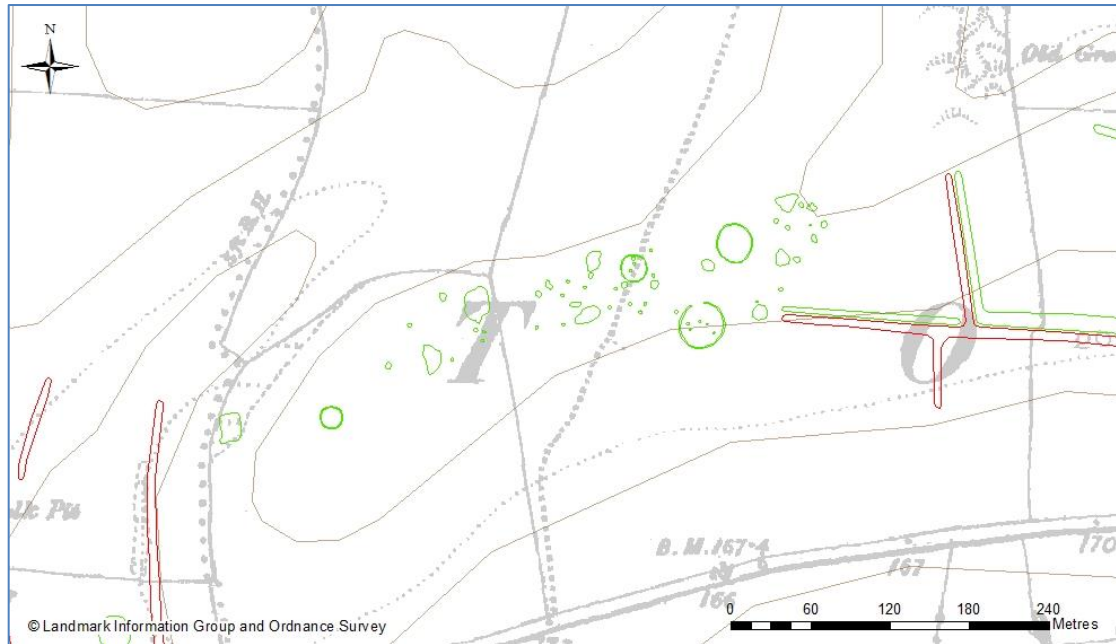 N
Old Gra
T
O
B. M. 167·4
166
167
170
0 60 120 180 240
Metres
© Landmark Information Group and Ordnance Survey